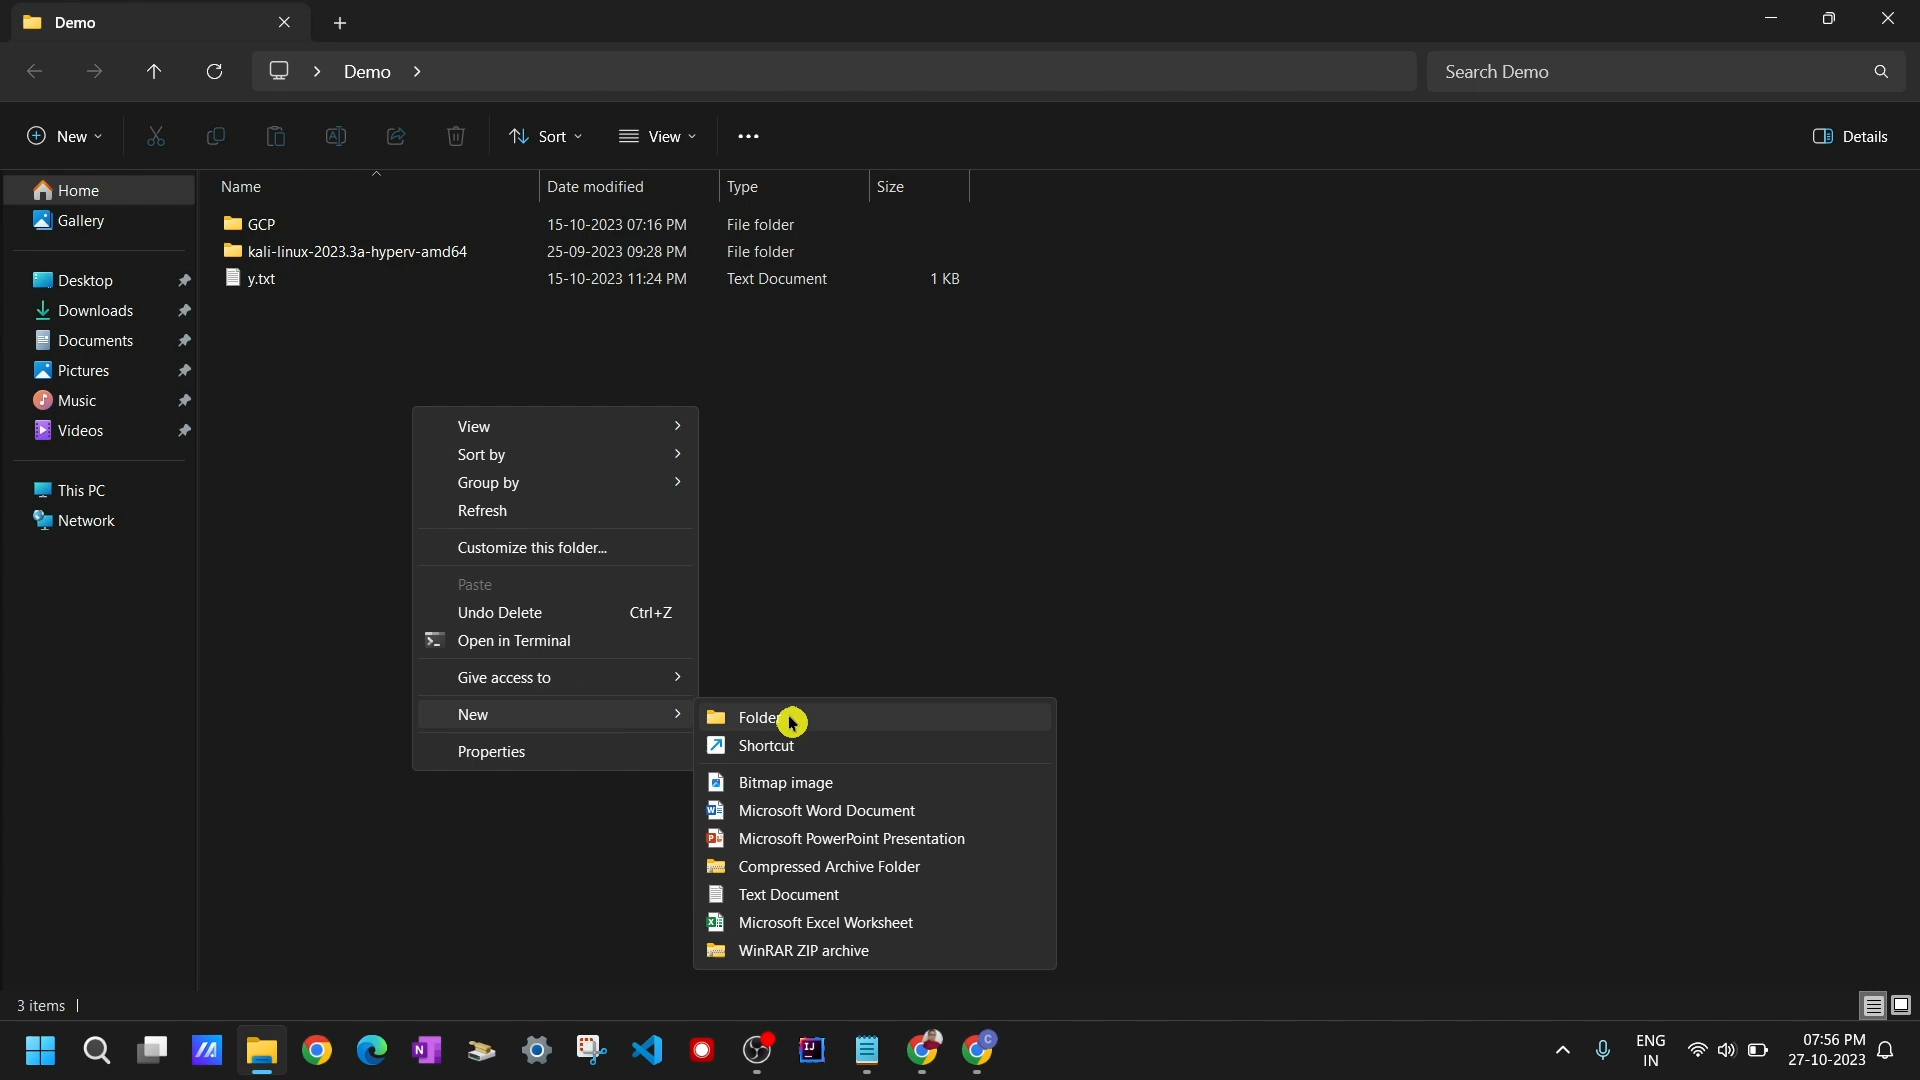 Demo
Demo
Search Demo
New
Sort
View
Details
Home
Gallery
Desktop
Downloads
Documents
Pictures
Music
Videos
This PC
Network
Name Date modified Type Size
GCP 15-10-2023 07:16 PM File folder
kali-linux-2023.3a-hyperv-amd64 25-09-2023 09:28 PM File folder
y.txt 15-10-2023 11:24 PM Text Document 1 KB
View
Sort by
Group by
Refresh
Customize this folder...
Paste
Undo Delete Ctrl+Z
Open in Terminal
Give access to
New
Properties
Folder
Shortcut
Bitmap image
Microsoft Word Document
Microsoft PowerPoint Presentation
Compressed Archive Folder
Text Document
Microsoft Excel Worksheet
WinRAR ZIP archive
3 items
ENG
IN
07:56 PM
27-10-2023